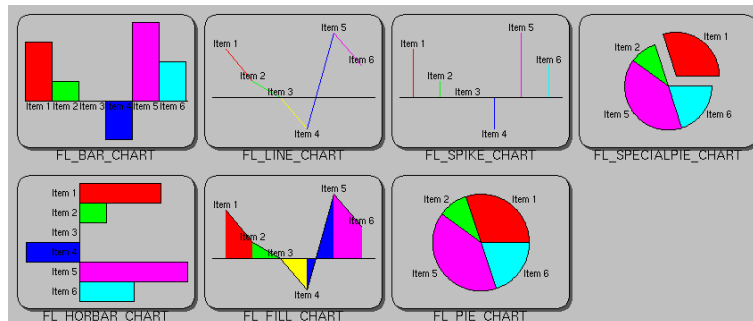 Item 1 Item 2 Item 3 Item 4 Item 5 Item 6
FL_BAR_CHART
Item 1
Item 2
Item 3
Item 4
Item 5
Item 6
FL_LINE_CHART
Item 1
Item 2
Item 3
Item 4
Item 5
Item 6
FL_SPIKE_CHART
Item 1
Item 2
Item 5
Item 6
FL_SPECIALPIE_CHART
Item 1
Item 2
Item 3
Item 4
Item 5
Item 6
FL_HORBAR_CHART
Item 1
Item 2
Item 3
Item 4
Item 5
Item 6
FL_FILL_CHART
Item 1
Item 2
Item 5
Item 6
FL_PIE_CHART